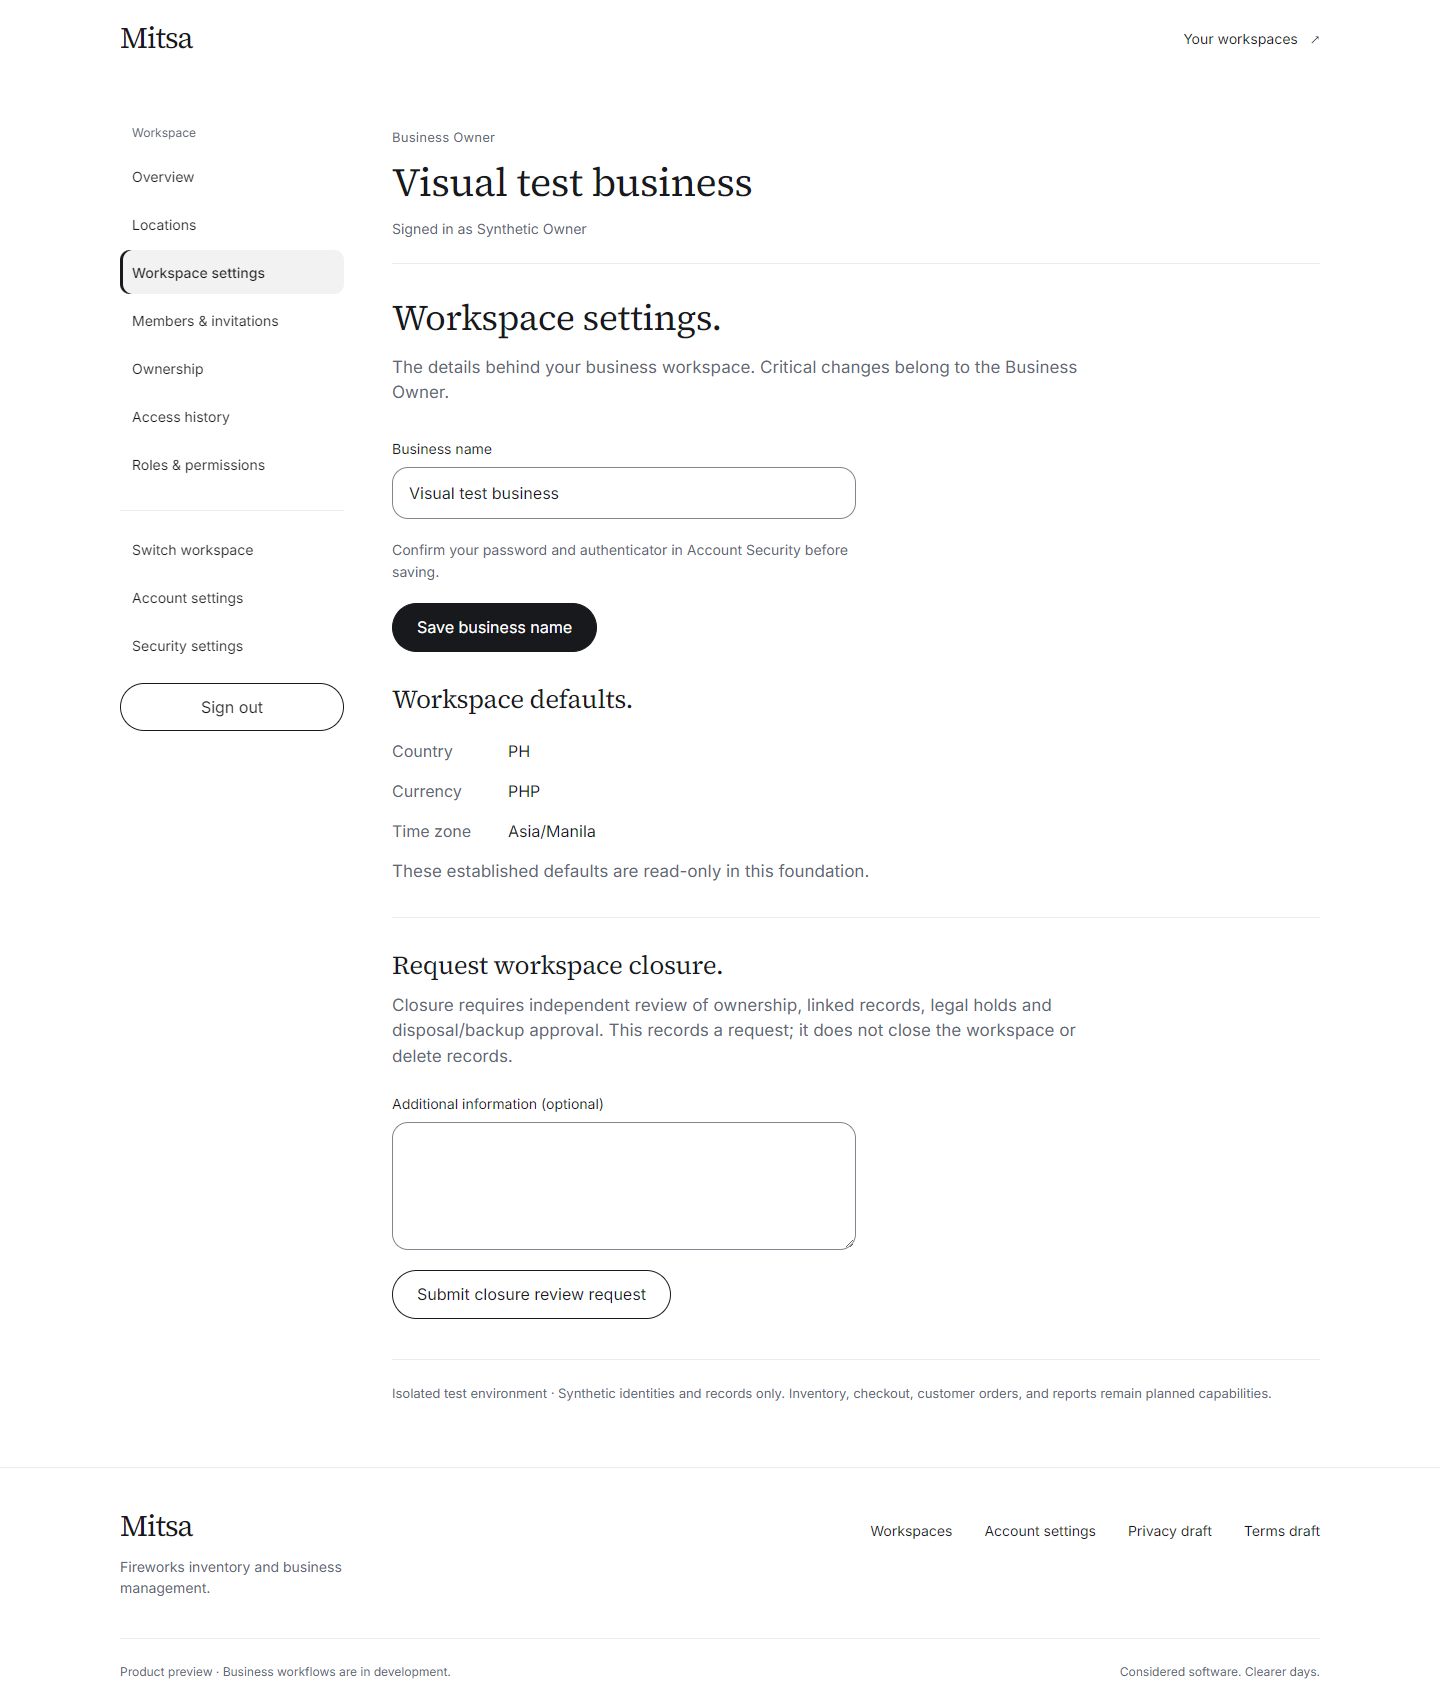 Mitsa
Your workspaces ↗
Workspace
Overview
Locations
Workspace settings
Members & invitations
Ownership
Access history
Roles & permissions
Switch workspace
Account settings
Security settings
Sign out
Business Owner
Visual test business
Signed in as Synthetic Owner
Workspace settings.
The details behind your business workspace. Critical changes belong to the Business
Owner.
Business name
Visual test business
Confirm your password and authenticator in Account Security before
saving.
Save business name
Workspace defaults.
Country PH
Currency PHP
Time zone Asia/Manila
These established defaults are read-only in this foundation.
Request workspace closure.
Closure requires independent review of ownership, linked records, legal holds and
disposal/backup approval. This records a request; it does not close the workspace or
delete records.
Additional information (optional)
Submit closure review request
Isolated test environment · Synthetic identities and records only. Inventory, checkout, customer orders, and reports remain planned capabilities.
Mitsa
Fireworks inventory and business
management.
Workspaces Account settings Privacy draft Terms draft
Product preview · Business workflows are in development.
Considered software. Clearer days.